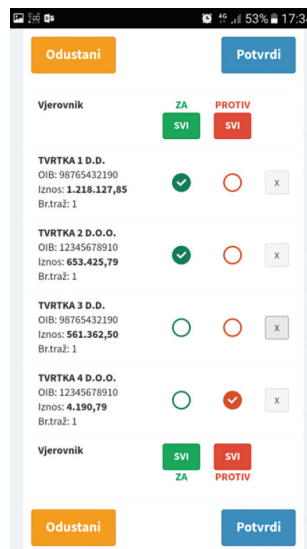 4G 53% 17:34
Odustani Potvrdi
Vjerovnik ZA PROTIV
SVI SVI
TVRTKA 1 D.D.
OIB: 98765432190
Iznos: 1.218.127,85
Br.traž: 1
X
TVRTKA 2 D.O.O.
OIB: 12345678910
Iznos: 653.425,79
Br.traž: 1
X
TVRTKA 3 D.D.
OIB: 98765432190
Iznos: 561.362,50
Br.traž: 1
X
TVRTKA 4 D.O.O.
OIB: 12345678910
Iznos: 4.190,79
Br.traž: 1
X
Vjerovnik SVI SVI
ZA PROTIV
Odustani Potvrdi